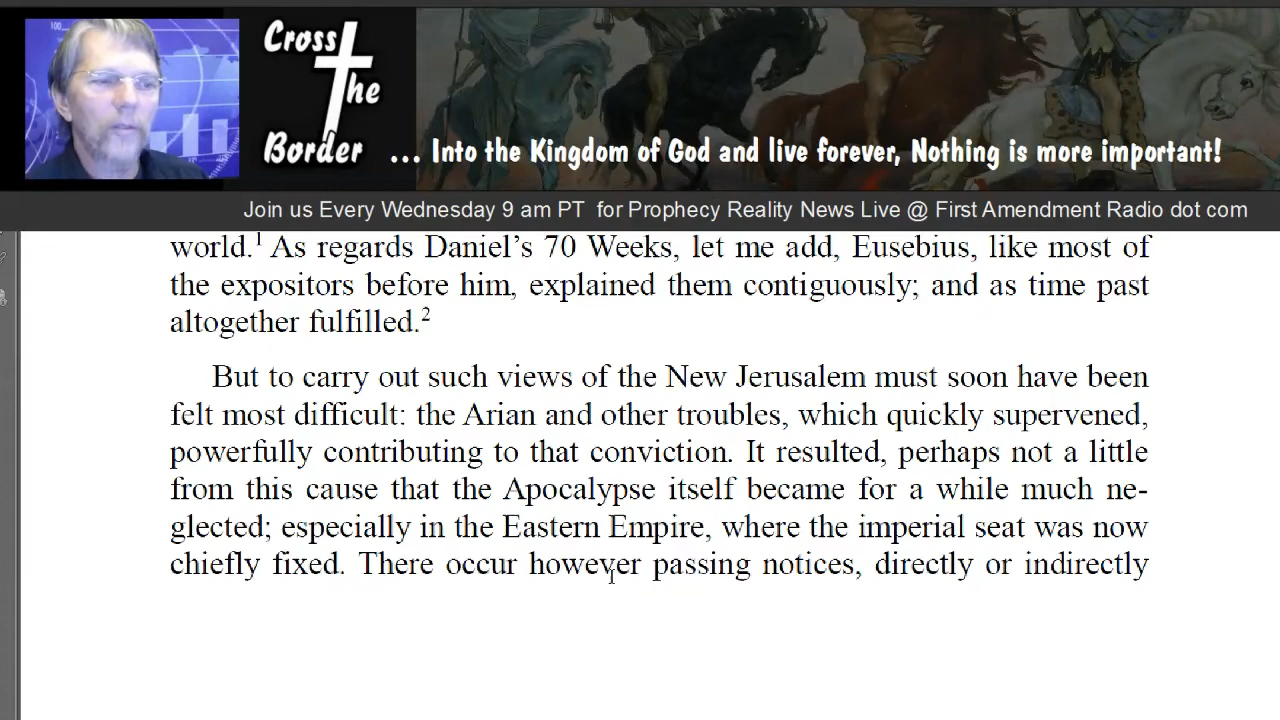 Cross
The
Border
... Into the Kingdom of God and live forever, Nothing is more important!
Join us Every Wednesday 9 am PT for Prophecy Reality News Live @ First Amendment Radio dot com
world.¹ As regards Daniel’s 70 Weeks, let me add, Eusebius, like most of
the expositors before him, explained them contiguously; and as time past
altogether fulfilled.²
But to carry out such views of the New Jerusalem must soon have been
felt most difficult: the Arian and other troubles, which quickly supervened,
powerfully contributing to that conviction. It resulted, perhaps not a little
from this cause that the Apocalypse itself became for a while much ne-
glected; especially in the Eastern Empire, where the imperial seat was now
chiefly fixed. There occur however passing notices, directly or indirectly